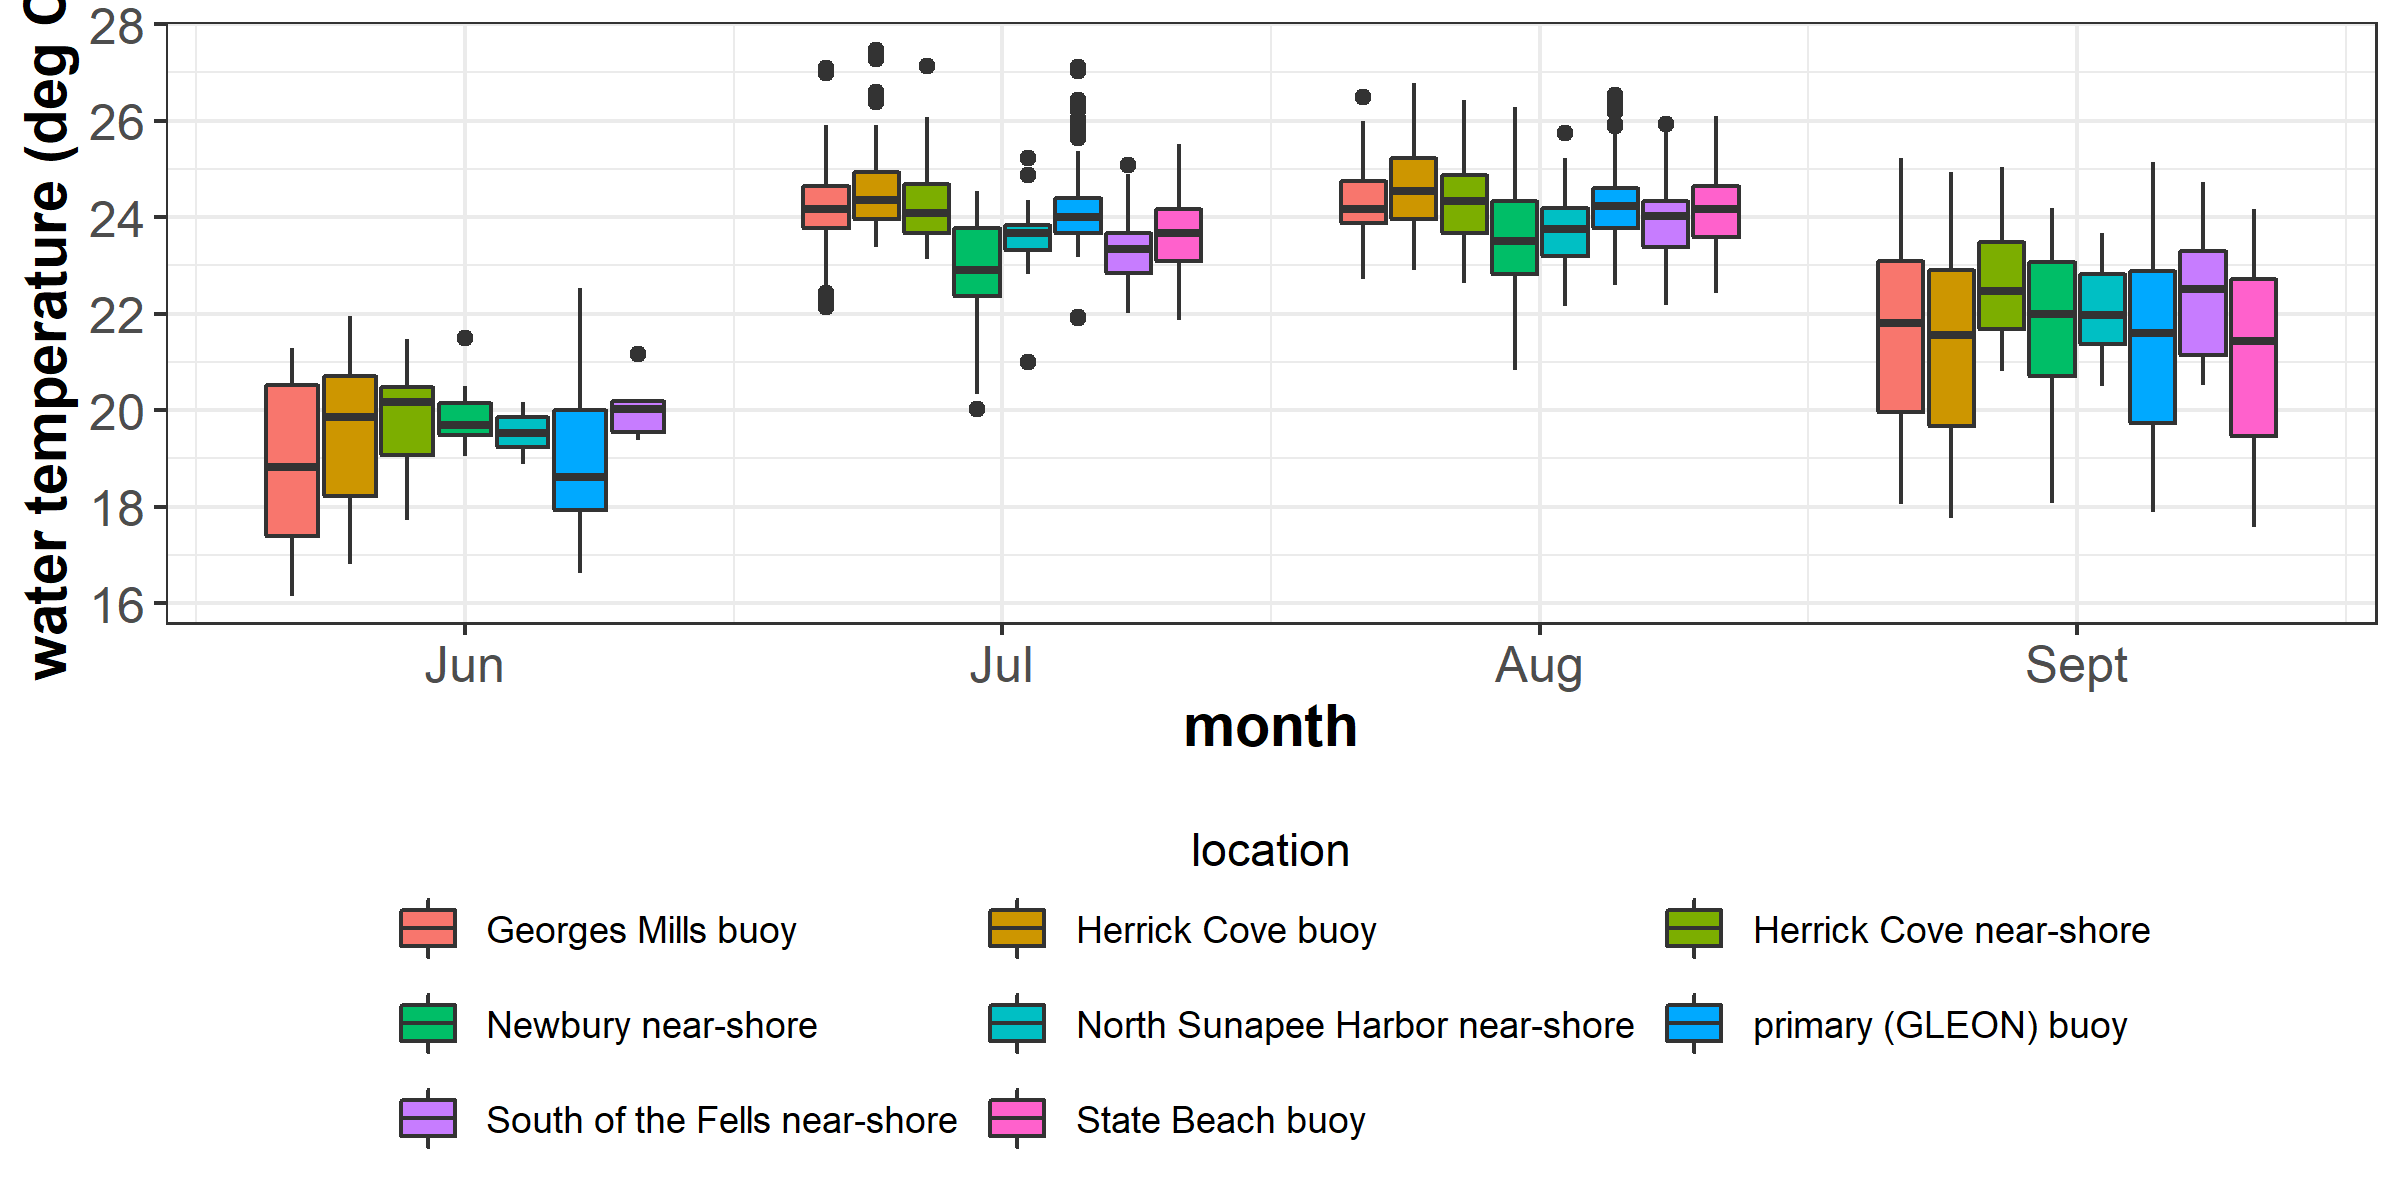 water temperature (deg C
28
26
24
22
20
18
16
Jun Jul Aug Sept
month
location
Georges Mills buoy Herrick Cove buoy Herrick Cove near-shore
Newbury near-shore North Sunapee Harbor near-shore primary (GLEON) buoy
South of the Fells near-shore State Beach buoy